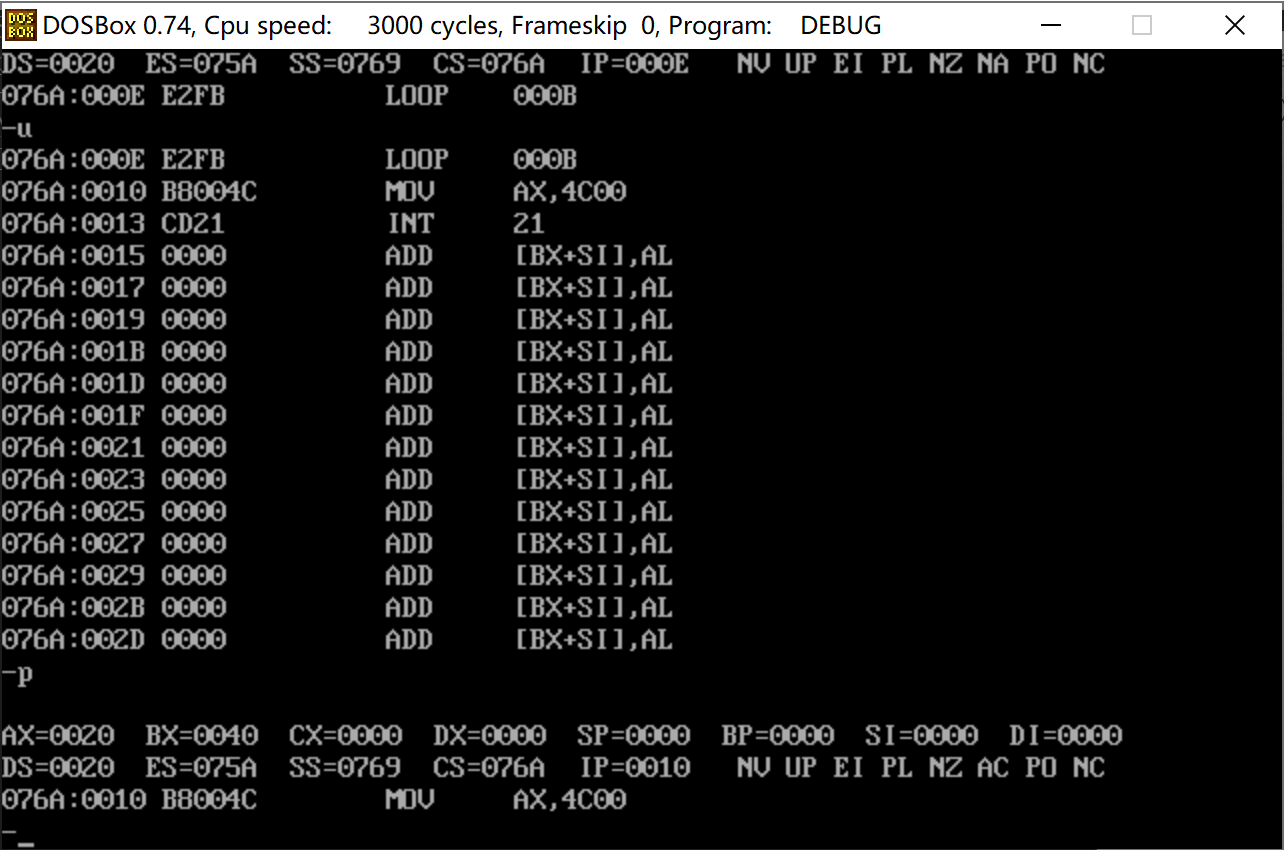 DOS BOX DOSBox 0.74, Cpu speed: 3000 cycles, Frameskip 0, Program: DEBUG
DS=0020 ES=075A SS=0769 CS=076A IP=000E NV UP EI PL NZ NA PO NC
076A:000E E2FB LOOP 000B
-u
076A:000E E2FB LOOP 000B
076A:0010 B8004C MOV AX,4C00
076A:0013 CD21 INT 21
076A:0015 0000 ADD [BX+SI],AL
076A:0017 0000 ADD [BX+SI],AL
076A:0019 0000 ADD [BX+SI],AL
076A:001B 0000 ADD [BX+SI],AL
076A:001D 0000 ADD [BX+SI],AL
076A:001F 0000 ADD [BX+SI],AL
076A:0021 0000 ADD [BX+SI],AL
076A:0023 0000 ADD [BX+SI],AL
076A:0025 0000 ADD [BX+SI],AL
076A:0027 0000 ADD [BX+SI],AL
076A:0029 0000 ADD [BX+SI],AL
076A:002B 0000 ADD [BX+SI],AL
076A:002D 0000 ADD [BX+SI],AL
-p
AX=0020 BX=0040 CX=0000 DX=0000 SP=0000 BP=0000 SI=0000 DI=0000
DS=0020 ES=075A SS=0769 CS=076A IP=0010 NV UP EI PL NZ AC PO NC
076A:0010 B8004C MOV AX,4C00
-_